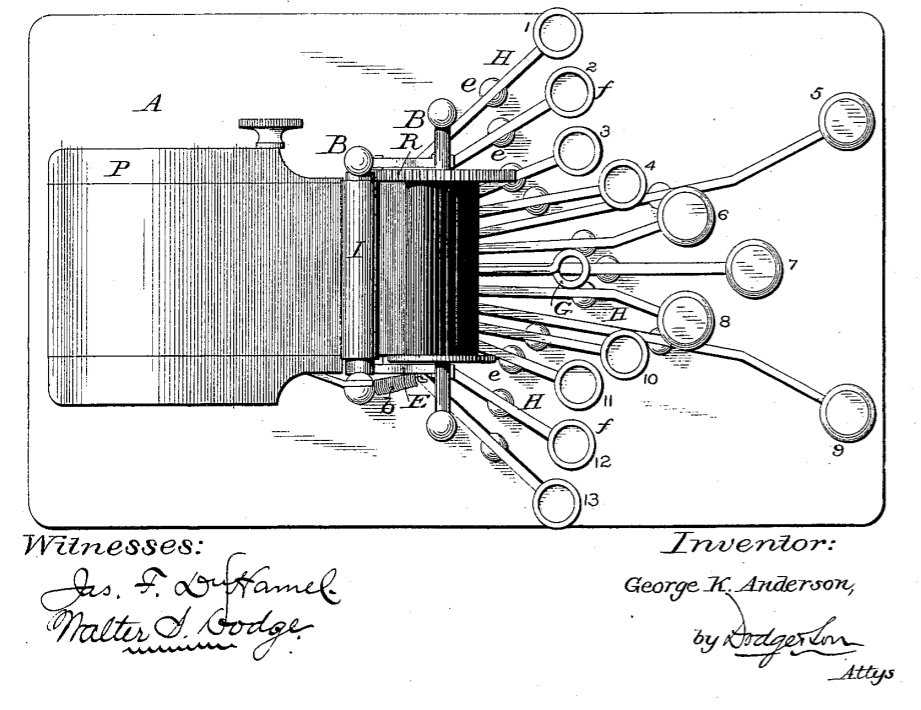 1
H
2
e
f
A
B
5
3
B
R
e
P
4
6
I
7
G
H
8
e
10
11
b
E
H
f
9
12
13
Witnesses:
Inventor:
Jas. F. DuHamel.
George K. Anderson,
Walter S. Dodge.
by Dodge & Son
Attys